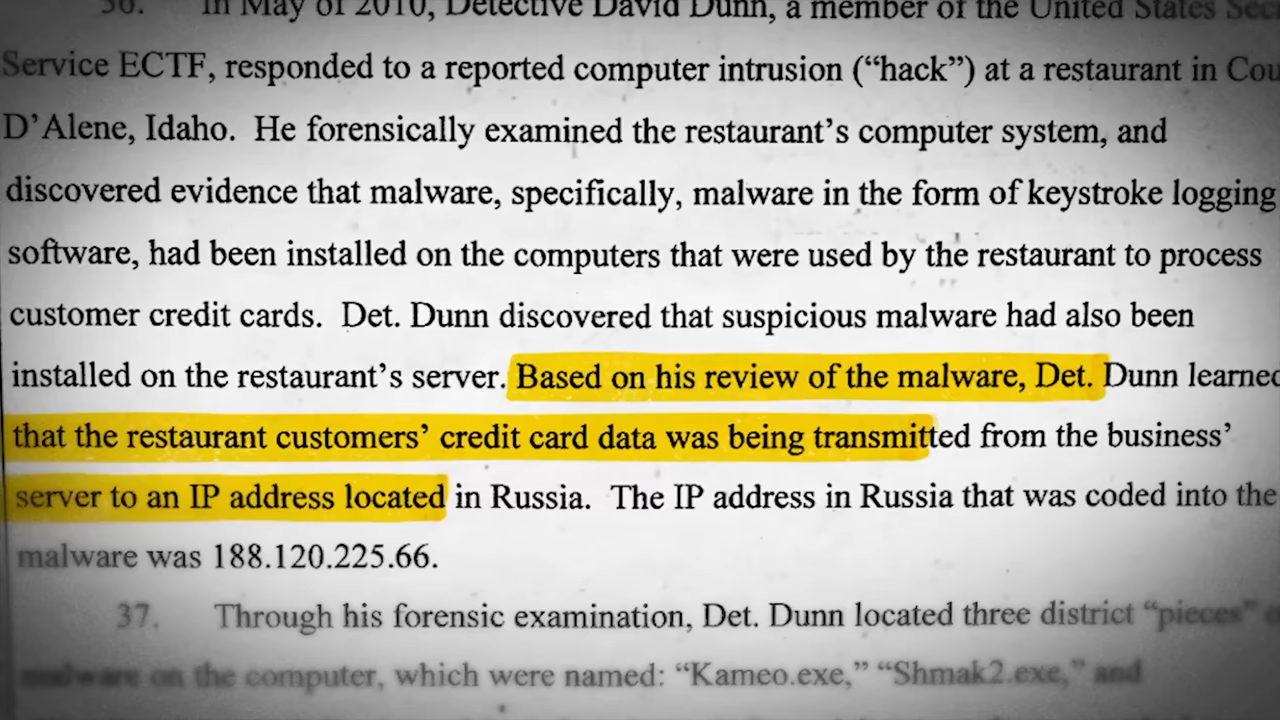 36. In May of 2010, Detective David Dunn, a member of the United States Sec
Service ECTF, responded to a reported computer intrusion (“hack”) at a restaurant in Cou
D’Alene, Idaho. He forensically examined the restaurant’s computer system, and
discovered evidence that malware, specifically, malware in the form of keystroke logging
software, had been installed on the computers that were used by the restaurant to process
customer credit cards. Det. Dunn discovered that suspicious malware had also been
installed on the restaurant’s server. Based on his review of the malware, Det. Dunn learned
that the restaurant customers’ credit card data was being transmitted from the business’
server to an IP address located in Russia. The IP address in Russia that was coded into the
malware was 188.120.225.66.
37. Through his forensic examination, Det. Dunn located three district “pieces” o
malware on the computer, which were named: “Kameo.exe,” “Shmak2.exe,” and